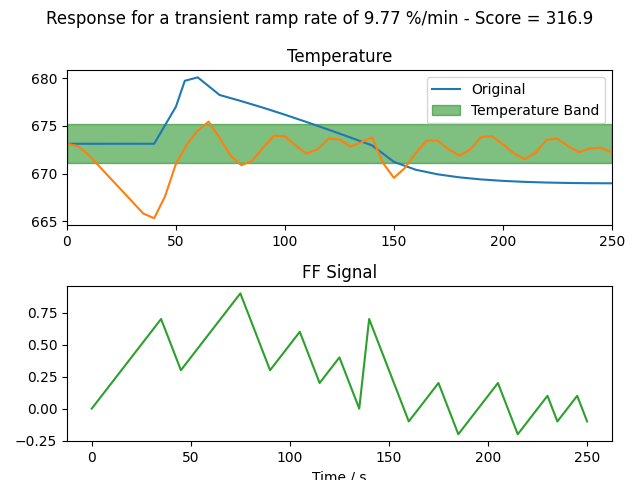 Response for a transient ramp rate of 9.77 %/min - Score = 316.9
Temperature
680
675
670
665
Original
Temperature Band
0 50 100 150 200 250
FF Signal
0.75
0.50
0.25
0.00
−0.25
0 50 100 150 200 250
Time / s